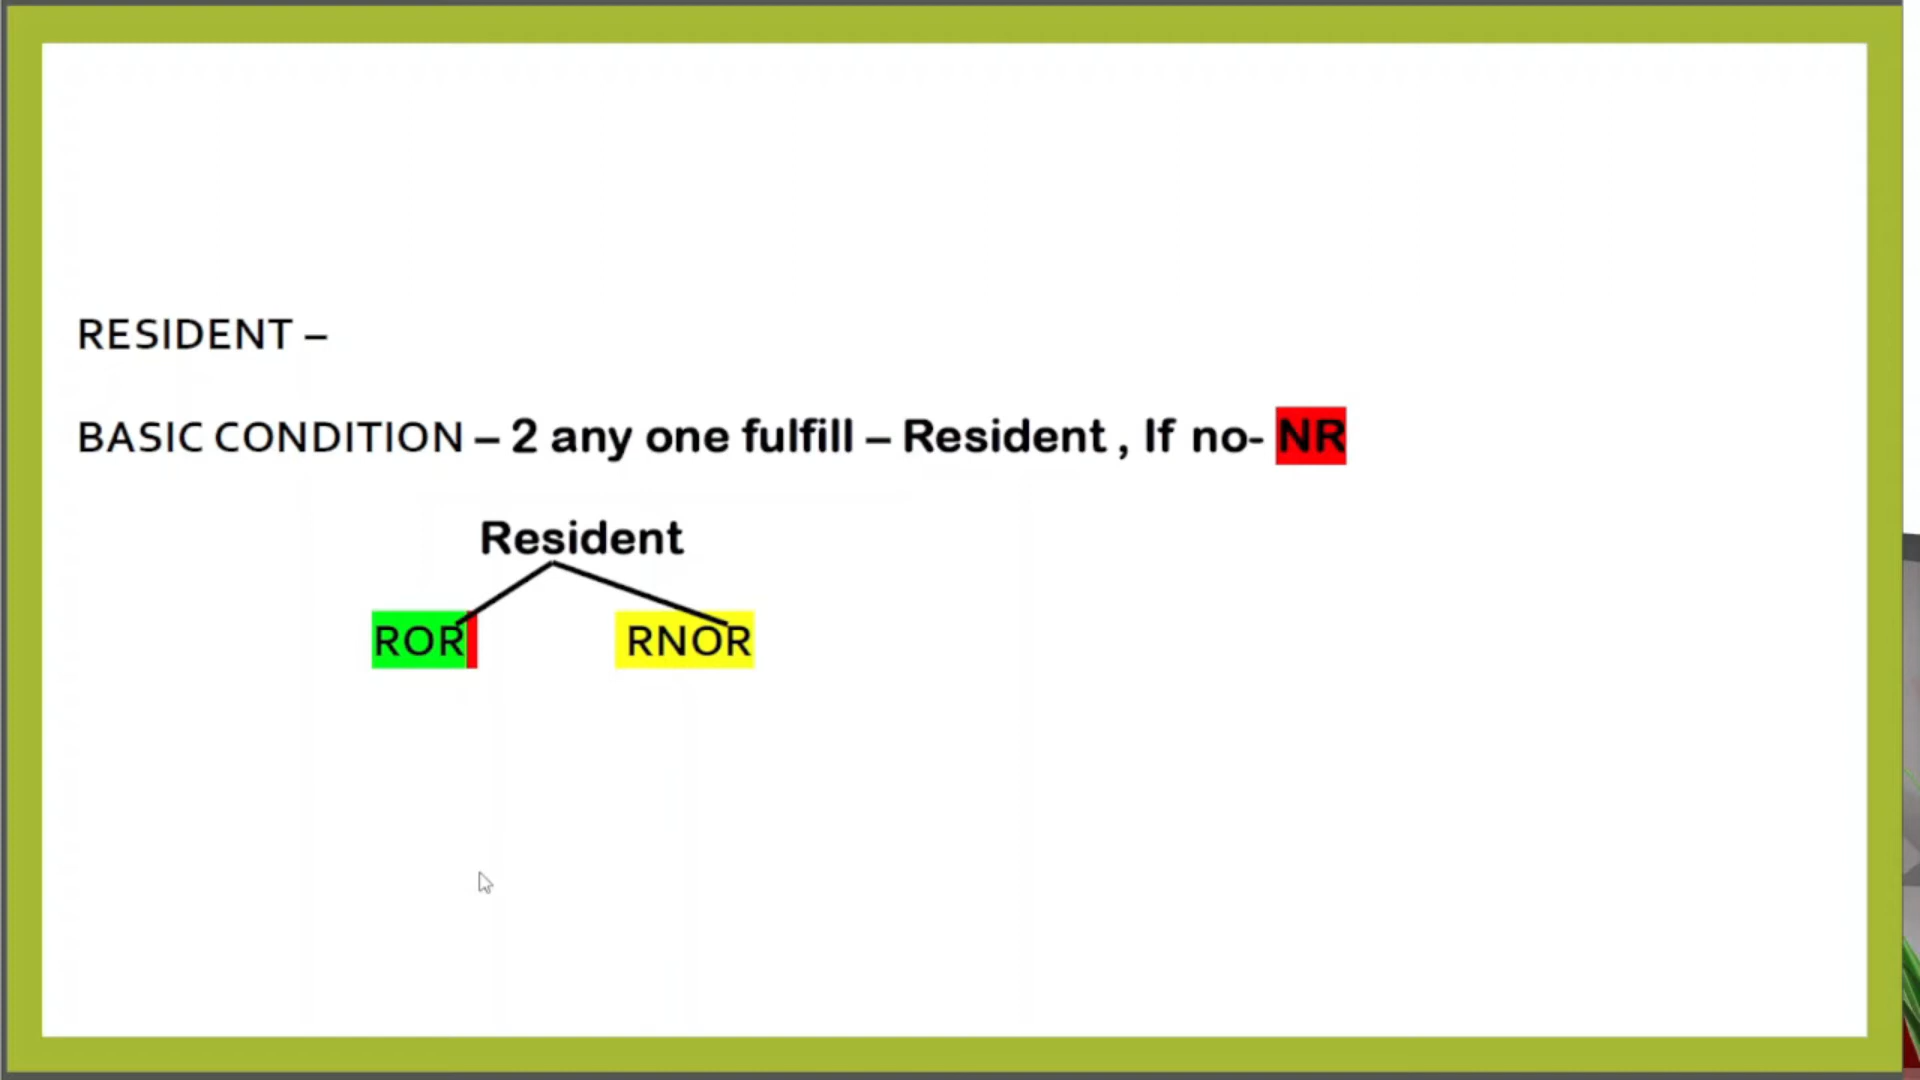 RESIDENT –
BASIC CONDITION – 2 any one fulfill – Resident , If no- NR
Resident
ROR RNOR